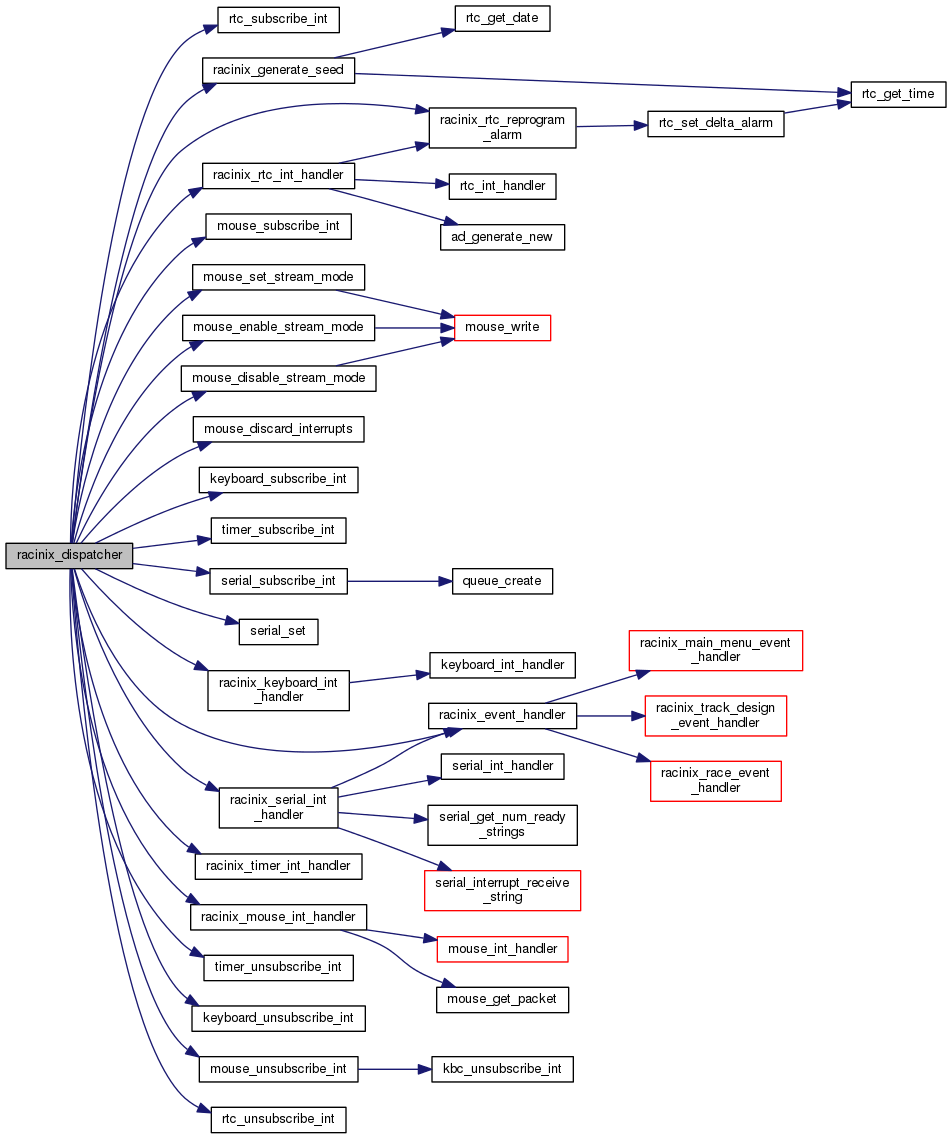 rtc_subscribe_int
rtc_get_date
racinix_generate_seed
rtc_get_time
racinix_rtc_reprogram
_alarm
rtc_set_delta_alarm
racinix_rtc_int_handler
rtc_int_handler
mouse_subscribe_int
ad_generate_new
mouse_set_stream_mode
mouse_enable_stream_mode
mouse_write
mouse_disable_stream_mode
mouse_discard_interrupts
keyboard_subscribe_int
timer_subscribe_int
racinix_dispatcher
serial_subscribe_int
queue_create
serial_set
racinix_main_menu_event
_handler
keyboard_int_handler
racinix_keyboard_int
_handler
racinix_event_handler
racinix_track_design
_event_handler
serial_int_handler
racinix_race_event
_handler
racinix_serial_int
_handler
serial_get_num_ready
_strings
racinix_timer_int_handler
serial_interrupt_receive
_string
racinix_mouse_int_handler
mouse_int_handler
timer_unsubscribe_int
mouse_get_packet
keyboard_unsubscribe_int
mouse_unsubscribe_int
kbc_unsubscribe_int
rtc_unsubscribe_int